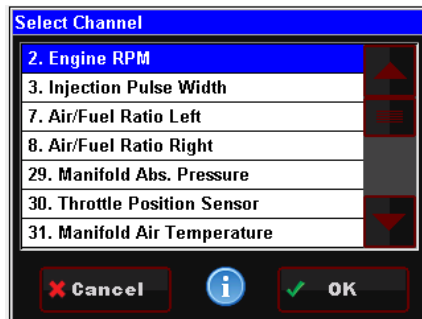 Select Channel
2. Engine RPM
3. Injection Pulse Width
7. Air/Fuel Ratio Left
8. Air/Fuel Ratio Right
29. Manifold Abs. Pressure
30. Throttle Position Sensor
31. Manifold Air Temperature
Cancel i OK